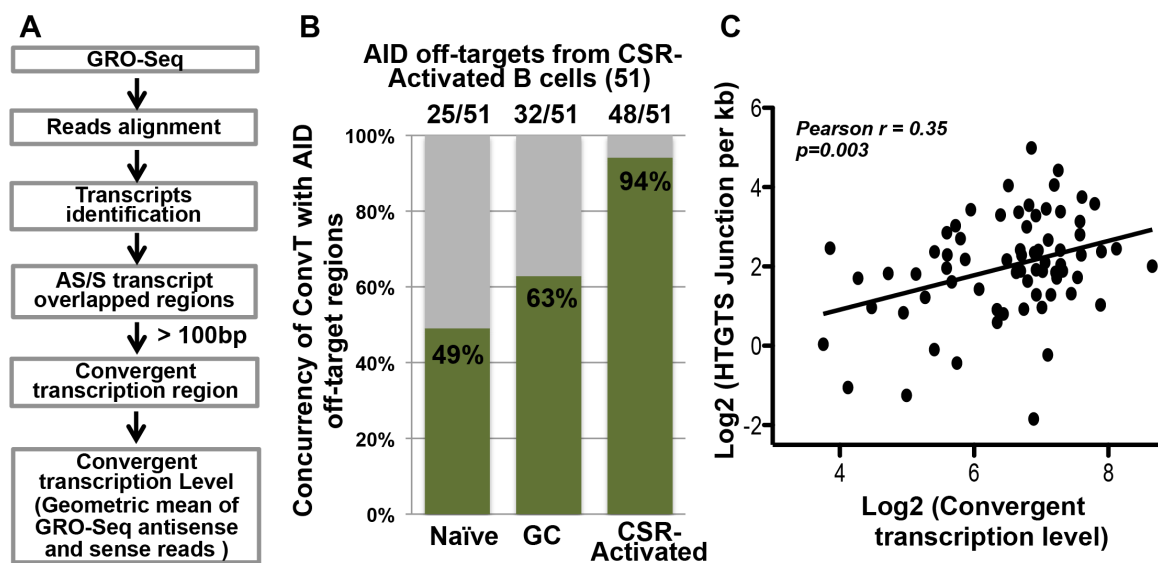 A
GRO-Seq
Reads alignment
Transcripts
identification
AS/S transcript
overlapped regions
> 100bp
Convergent
transcription region
Convergent
transcription Level
(Geometric mean of
GRO-Seq antisense
and sense reads )
B
AID off-targets from CSR-
Activated B cells (51)
25/51 32/51 48/51
Concurrency of ConvT with AID
off-target regions
100%
80%
60%
40%
20%
0%
49%
63%
94%
Naïve GC CSR-
Activated
C
Log2 (HTGTS Junction per kb)
6
4
2
0
-2
Pearson r = 0.35
p=0.003
4 6 8
Log2 (Convergent
transcription level)